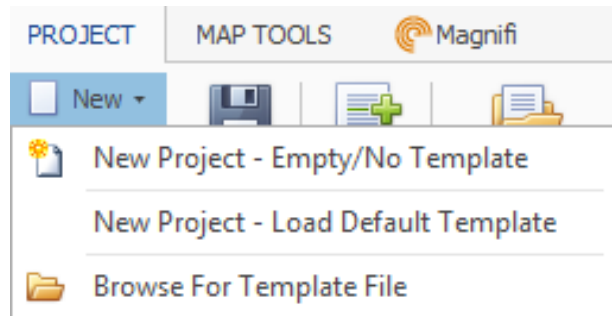 PROJECT MAP TOOLS Magnifi
New
New Project - Empty/No Template
New Project - Load Default Template
Browse For Template File